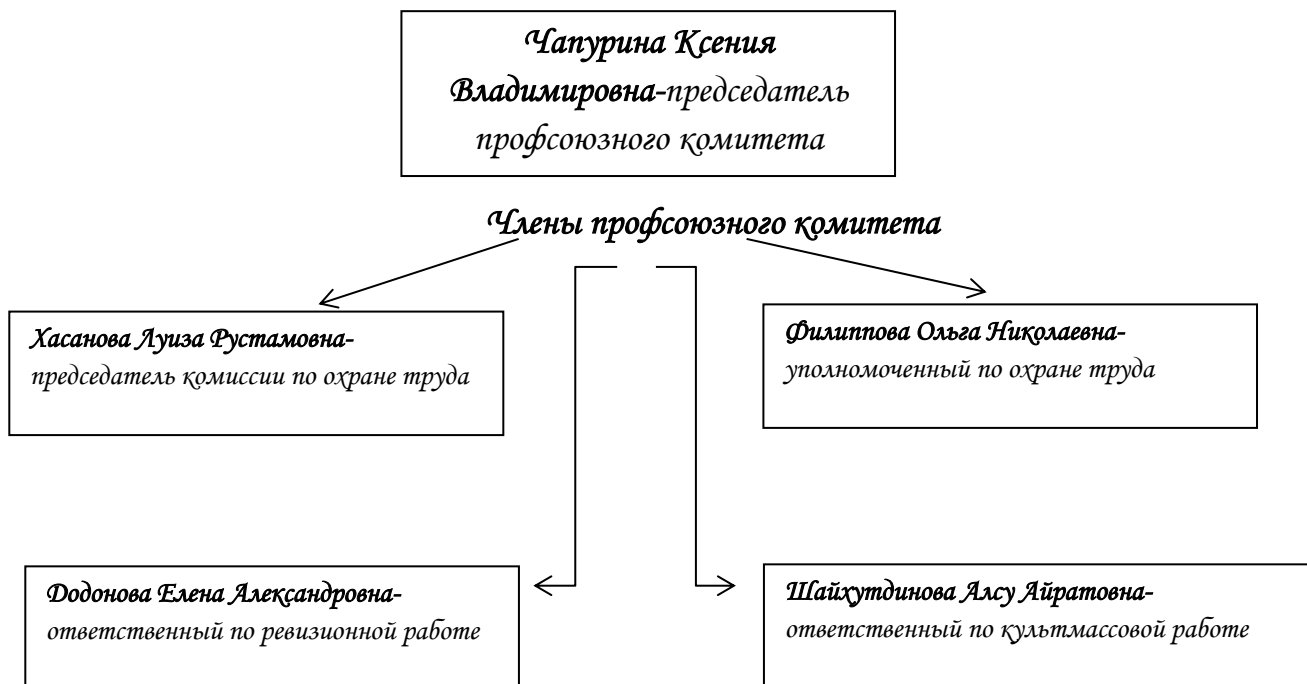 Чапурина Ксения
Владимировна-председатель
профсоюзного комитета
Члены профсоюзного комитета
Хасанова Луиза Рустамовна-
председатель комиссии по охране труда
Филиппова Ольга Николаевна-
уполномоченный по охране труда
Додонова Елена Александровна-
ответственный по ревизионной работе
Шайхутдинова Алсу Айратовна-
ответственный по культмассовой работе